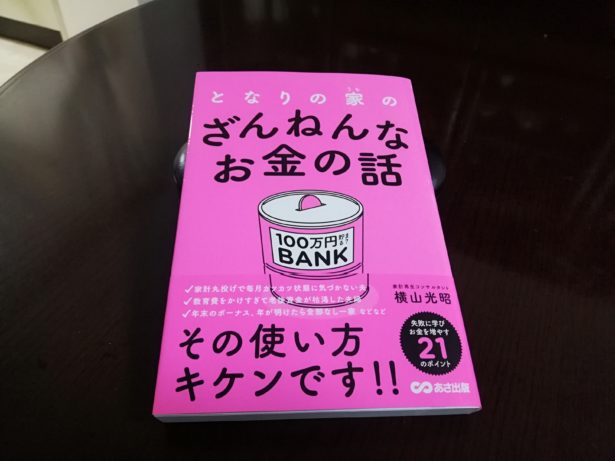 となりの家の
うち
ざんねんな
お金の話
100万円貯まる
BANK
✓家計丸投げで毎月カツカツ状態に気づかない夫
✓教育費をかけすぎて老後資金が枯渇した夫婦
✓年末のボーナス、年が明けたら全部なし一家 などなど
家計再生コンサルタント
横山光昭
その使い方
キケンです!!
失敗に学び
お金を増やす
21
のポイント
あさ出版